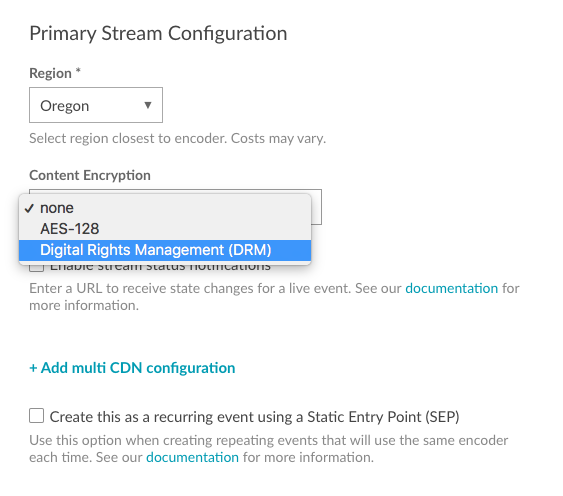 Primary Stream Configuration
Region *
Oregon
Select region closest to encoder. Costs may vary.
Content Encryption
none
AES-128
Digital Rights Management (DRM)
Enable stream status notifications
Enter a URL to receive state changes for a live event. See our documentation for
more information.
+ Add multi CDN configuration
Create this as a recurring event using a Static Entry Point (SEP)
Use this option when creating repeating events that will use the same encoder
each time. See our documentation for more information.